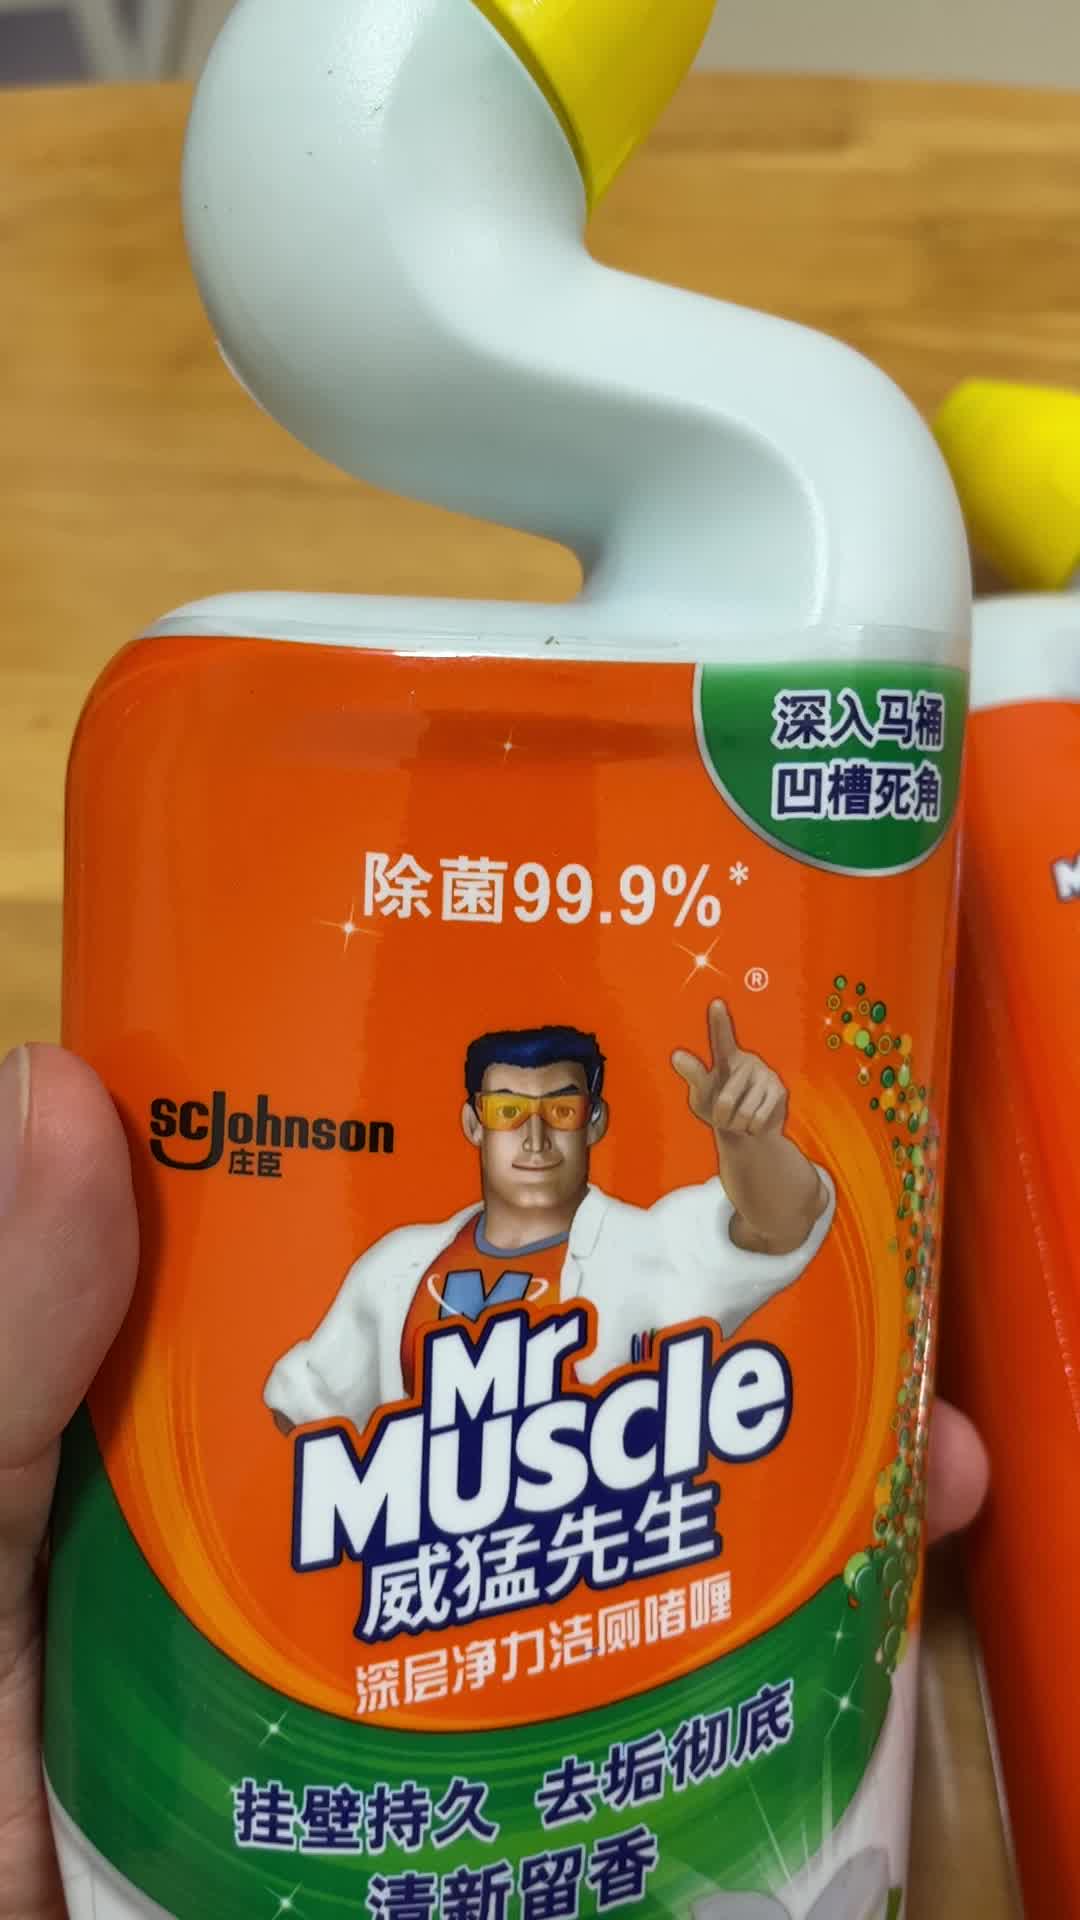 深入马桶
凹槽死角
除菌99.9%*
®
scJohnson
庄臣
Mr
Muscle
威猛先生
深层净力洁厕啫喱
挂壁持久 去垢彻底
清新留香